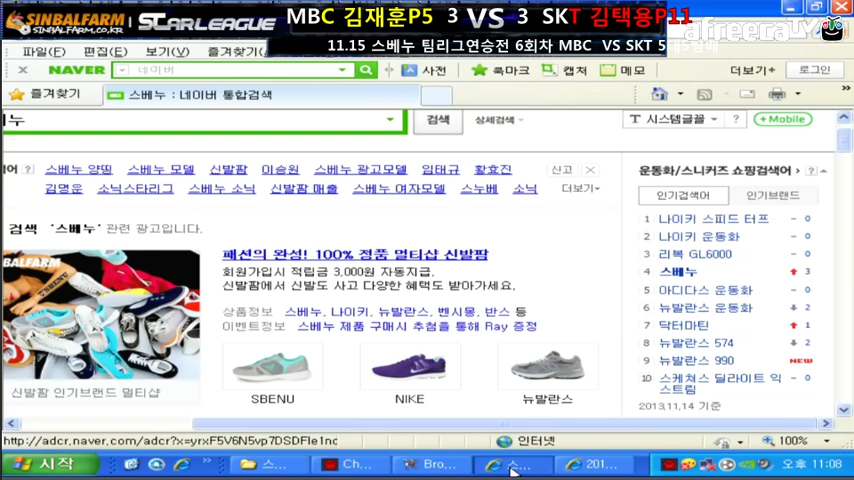 SINBALFARM
SINBALFARM.co.kr
STARLEAGUE
MBC 김재훈P5 3 VS 3 SKT 김택용P11
afreecaTV
11.15 스베누 팀리그연승전 6회차 MBC VS SKT 5
파일(F) 편집(E) 보기(V) 즐겨찾기(A)
NAVER 네이버 사전 북마크 캡쳐 메모 더보기+ 로그인
즐겨찾기 스베누 : 네이버 통합검색
누 검색 상세검색 T 시스템글꼴 ? +Mobile
어 ? 스베누 양띵 스베누 모델 신발팜 이승원 스베누 광고모델 임태규 황효진 신고
김명운 소닉스타리그 스베누 소닉 신발팜 매출 스베누 여자모델 스누베 소닉 더보기
검색 '스베누' 관련 광고입니다.
BALFARM
신발팜 인기브랜드 멀티샵
패션의 완성! 100% 정품 멀티샵 신발팜
회원가입시 적립금 3,000원 자동지급.
신발팜에서 신발도 사고 다양한 혜택도 받아가세요.
상품정보 스베누, 나이키, 뉴발란스, 벤시몽, 반스 등
이벤트정보 스베누 제품 구매시 추첨을 통해 Ray 증정
SBENU NIKE 뉴발란스
운동화/스니커즈 쇼핑검색어 › ?
인기검색어 인기브랜드
1 나이키 스피드 터프 - 0
2 나이키 운동화 - 0
3 리복 GL6000 - 0
4 스베누 3
5 아디다스 운동화 - 0
6 뉴발란스 운동화 2
7 닥터마틴 1
8 뉴발란스 574 2
9 뉴발란스 990 NEW
10 스케쳐스 딜라이트 익스트림 - 0
2013.11.14 기준
http://adcr.naver.com/adcr?x=yrxF5V6N5vp7DSDFIe1nc 인터넷 100%
시작 스... Ch... Bro... 스... 201... 오후 11:08